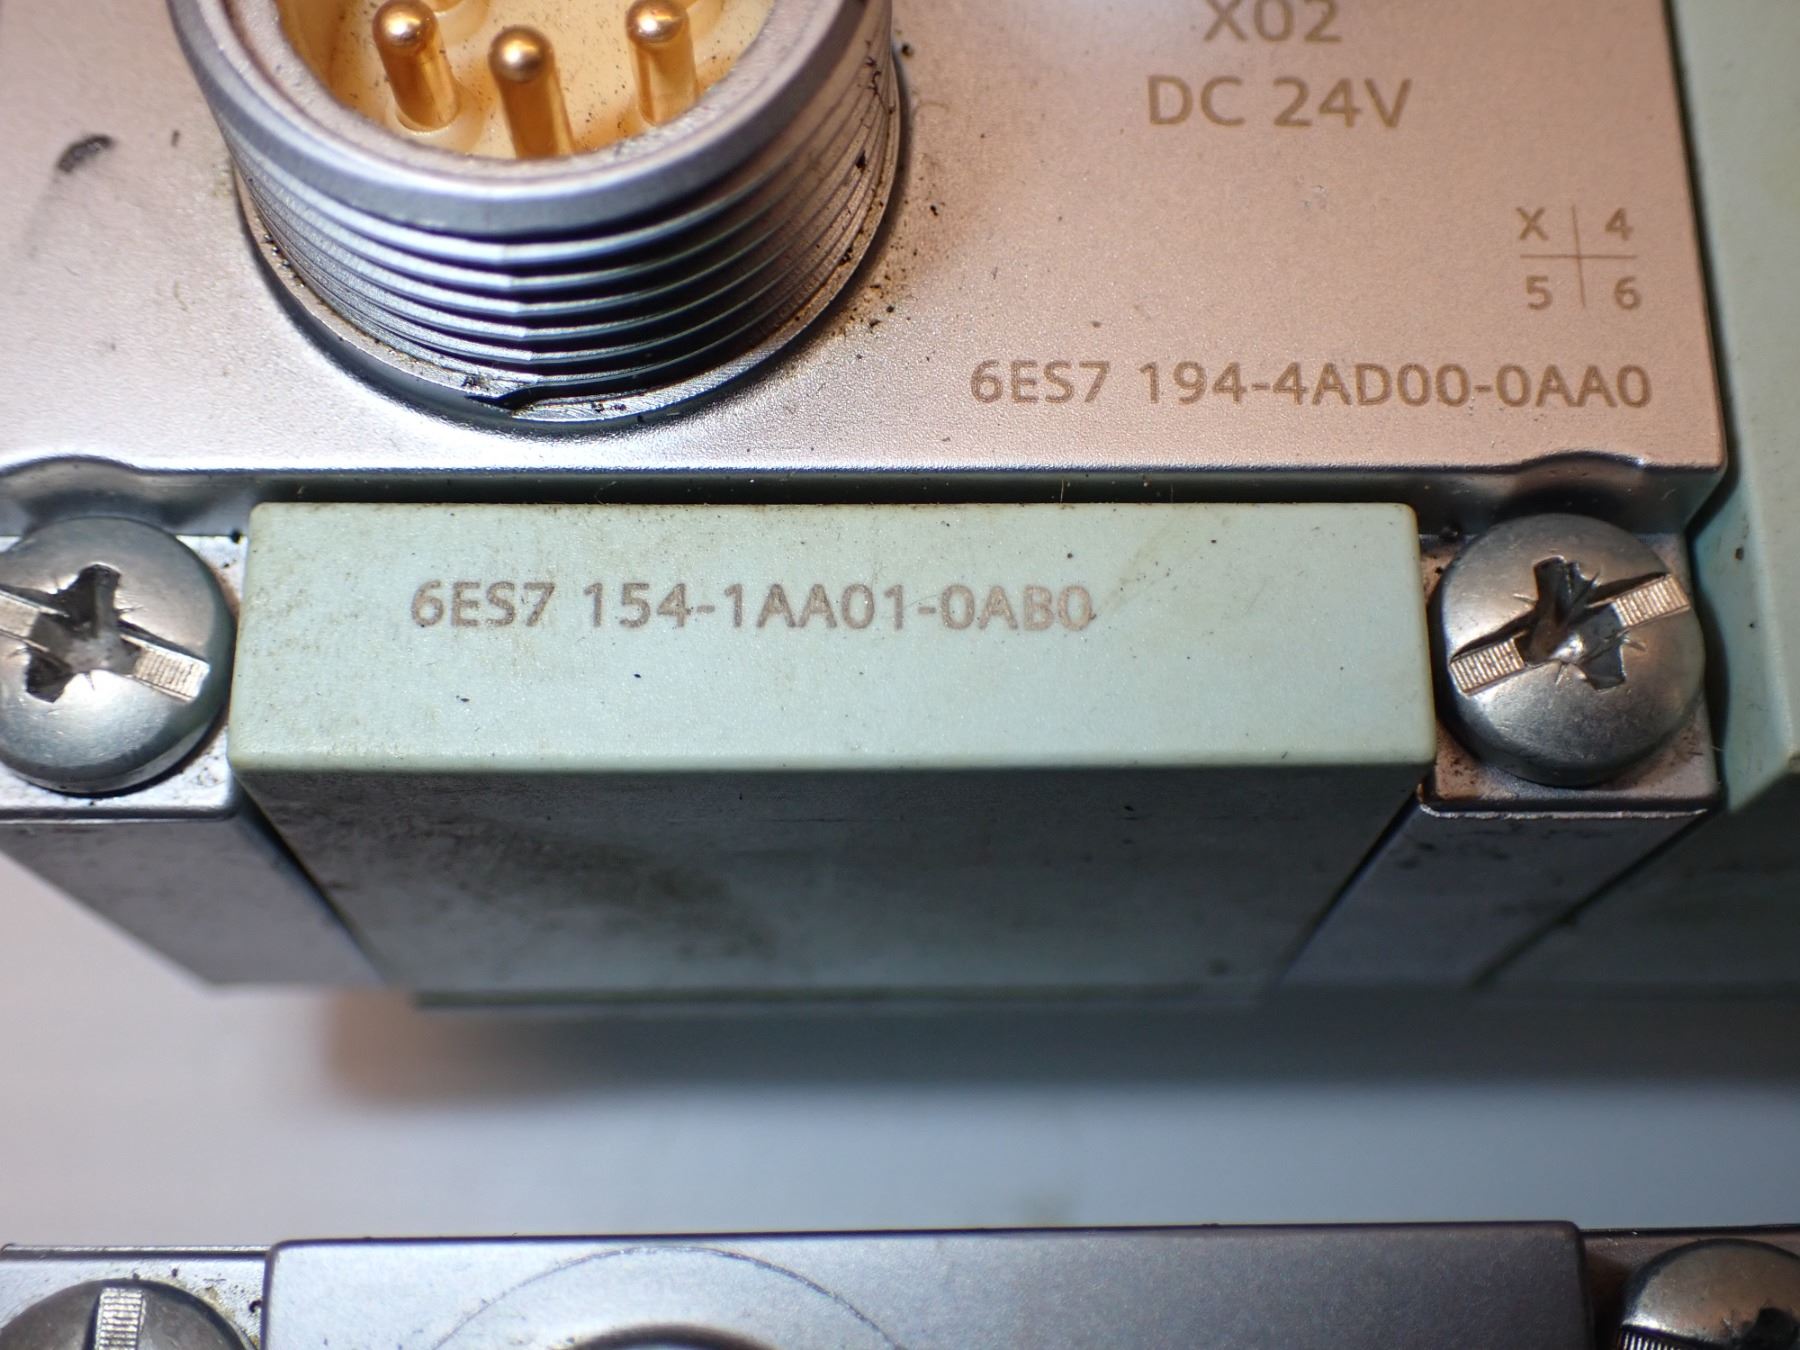 X02
DC 24V
X 4
5 6
6ES7 194-4AD00-0AA0
6ES7 154-1AA01-0AB0